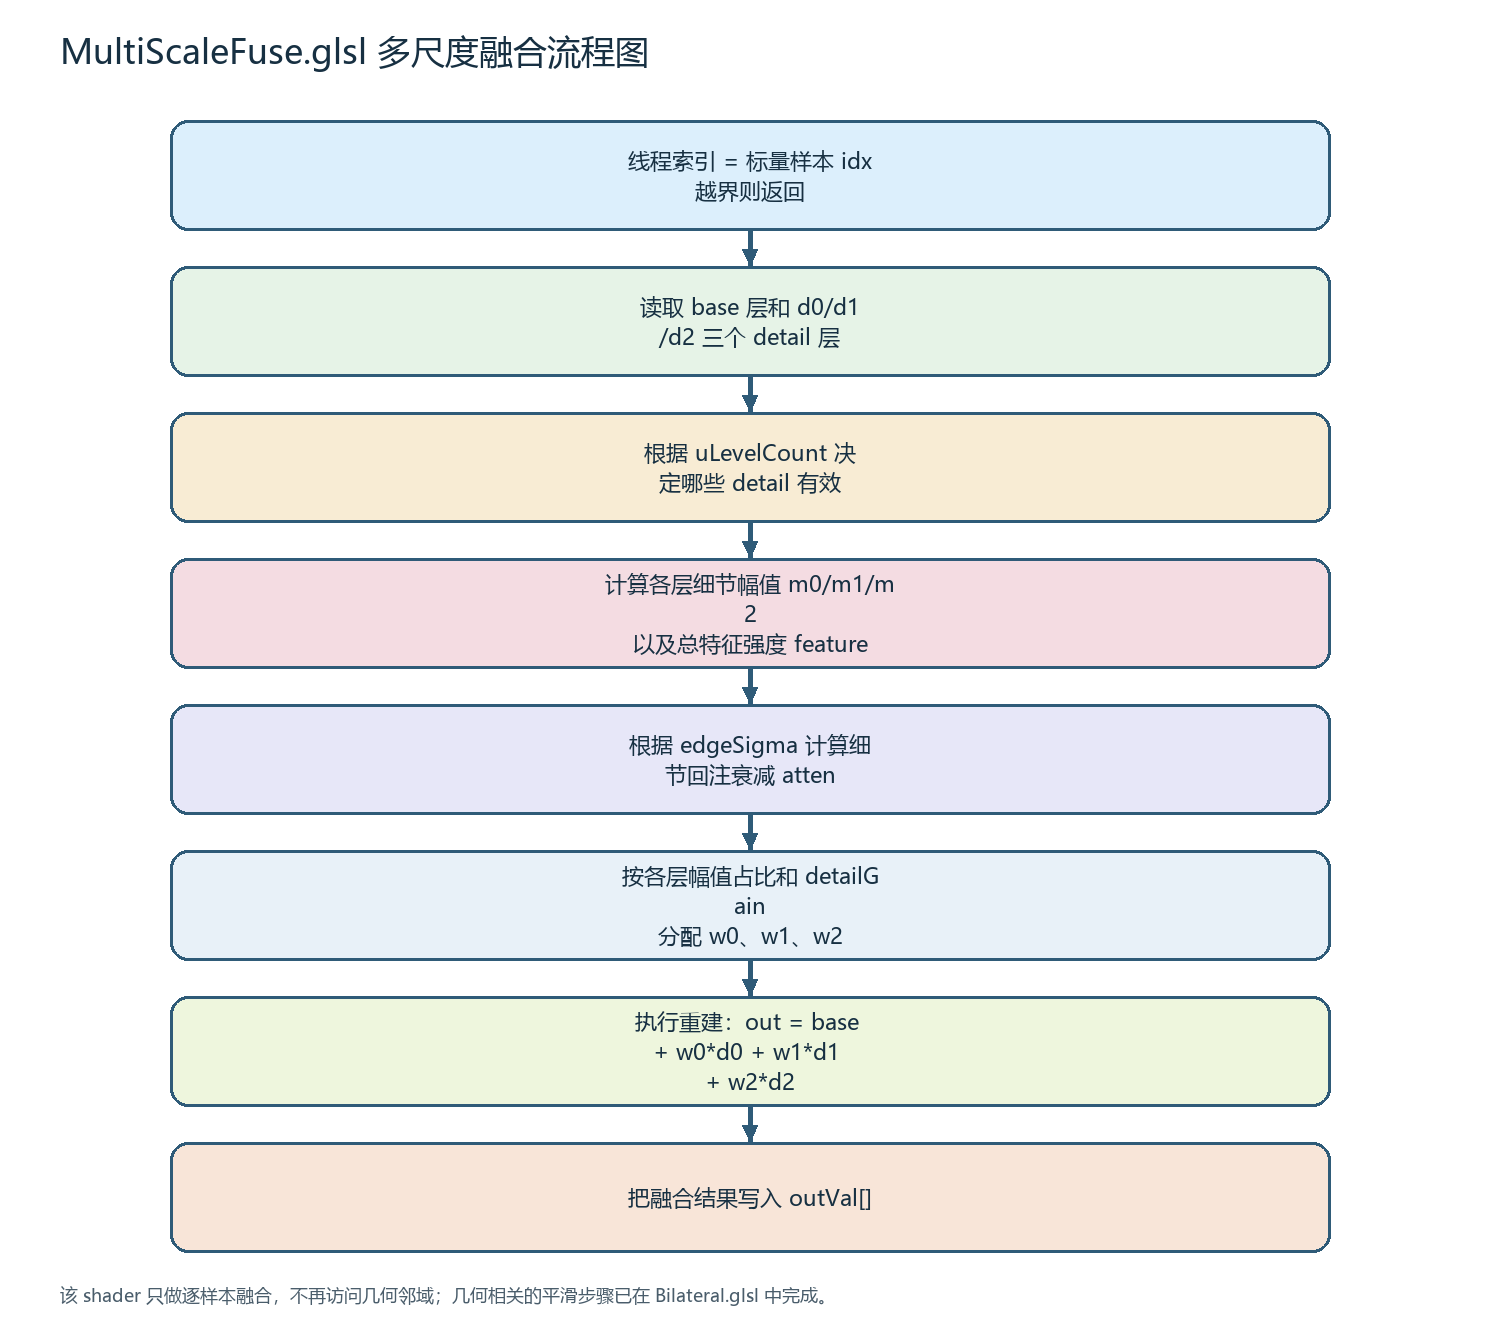 MultiScaleFuse.glsl 多尺度融合流程图
线程索引 = 标量样本 idx
越界则返回
读取 base 层和 d0/d1
/d2 三个 detail 层
根据 uLevelCount 决
定哪些 detail 有效
计算各层细节幅值 m0/m1/m
2
以及总特征强度 feature
根据 edgeSigma 计算细
节回注衰减 atten
按各层幅值占比和 detailG
ain
分配 w0、w1、w2
执行重建：out = base
+ w0*d0 + w1*d1
+ w2*d2
把融合结果写入 outVal[]
该 shader 只做逐样本融合，不再访问几何邻域；几何相关的平滑步骤已在 Bilateral.glsl 中完成。